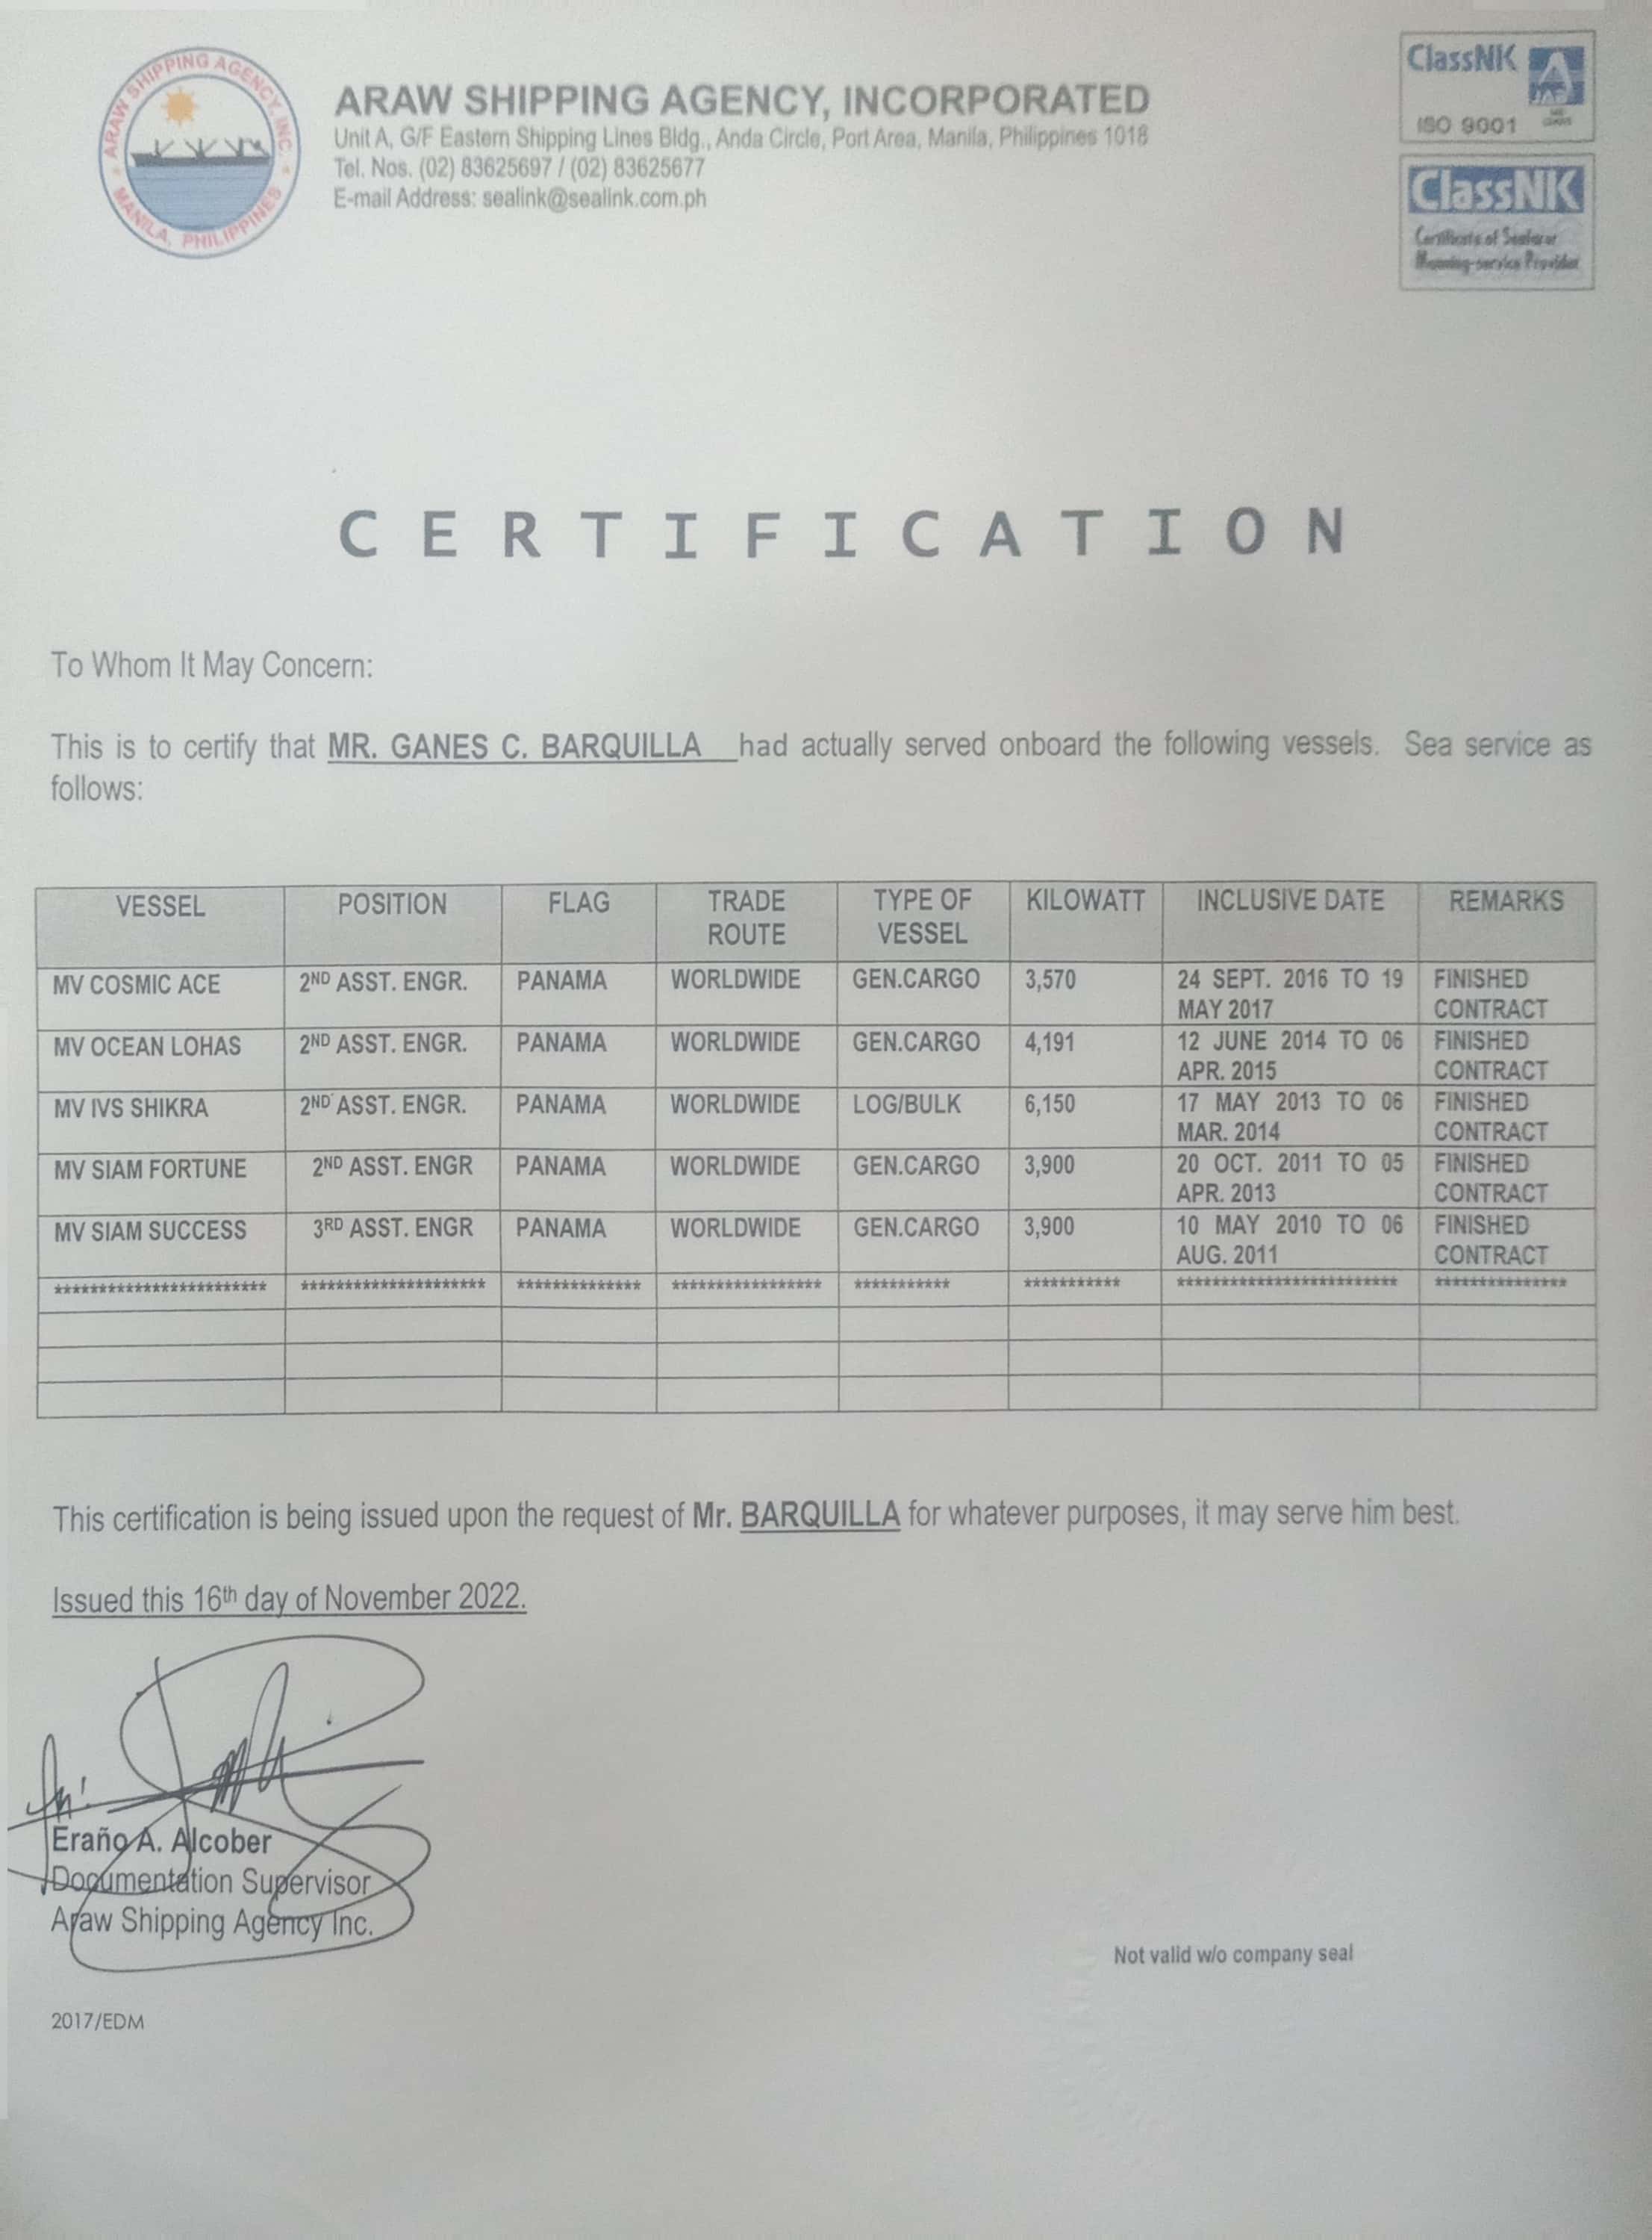 ARAW SHIPPING AGENCY, INC.
MANILA, PHILIPPINES
ARAW SHIPPING AGENCY, INCORPORATED
Unit A, G/F Eastern Shipping Lines Bldg., Anda Circle, Port Area, Manila, Philippines 1018
Tel. Nos. (02) 83625697 / (02) 83625677
E-mail Address: sealink@sealink.com.ph
ClassNK
JAB
ISO 9001
ClassNK
Certificate of Seafarer
Manning-service Provider
CERTIFICATION
To Whom It May Concern:
This is to certify that MR. GANES C. BARQUILLA had actually served onboard the following vessels. Sea service as
follows:
VESSEL POSITION FLAG TRADE ROUTE TYPE OF VESSEL KILOWATT INCLUSIVE DATE REMARKS
MV COSMIC ACE 2ND ASST. ENGR. PANAMA WORLDWIDE GEN.CARGO 3,570 24 SEPT. 2016 TO 19 MAY 2017 FINISHED CONTRACT
MV OCEAN LOHAS 2ND ASST. ENGR. PANAMA WORLDWIDE GEN.CARGO 4,191 12 JUNE 2014 TO 06 APR. 2015 FINISHED CONTRACT
MV IVS SHIKRA 2ND ASST. ENGR. PANAMA WORLDWIDE LOG/BULK 6,150 17 MAY 2013 TO 06 MAR. 2014 FINISHED CONTRACT
MV SIAM FORTUNE 2ND ASST. ENGR PANAMA WORLDWIDE GEN.CARGO 3,900 20 OCT. 2011 TO 05 APR. 2013 FINISHED CONTRACT
MV SIAM SUCCESS 3RD ASST. ENGR PANAMA WORLDWIDE GEN.CARGO 3,900 10 MAY 2010 TO 06 AUG. 2011 FINISHED CONTRACT
************************ ********************* ************** ***************** *********** *********** ************************* ***************
This certification is being issued upon the request of Mr. BARQUILLA for whatever purposes, it may serve him best.
Issued this 16th day of November 2022.
Eraño A. Alcober
Documentation Supervisor
Araw Shipping Agency Inc.
Not valid w/o company seal
2017/EDM